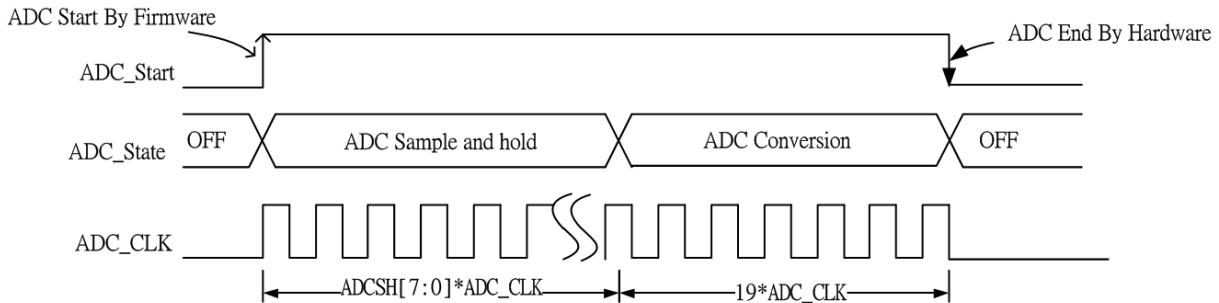 ADC Start By Firmware
ADC End By Hardware
ADC_Start
ADC_State
OFF
ADC Sample and hold
ADC Conversion
OFF
ADC_CLK
ADCSH[7:0]*ADC_CLK
19*ADC_CLK